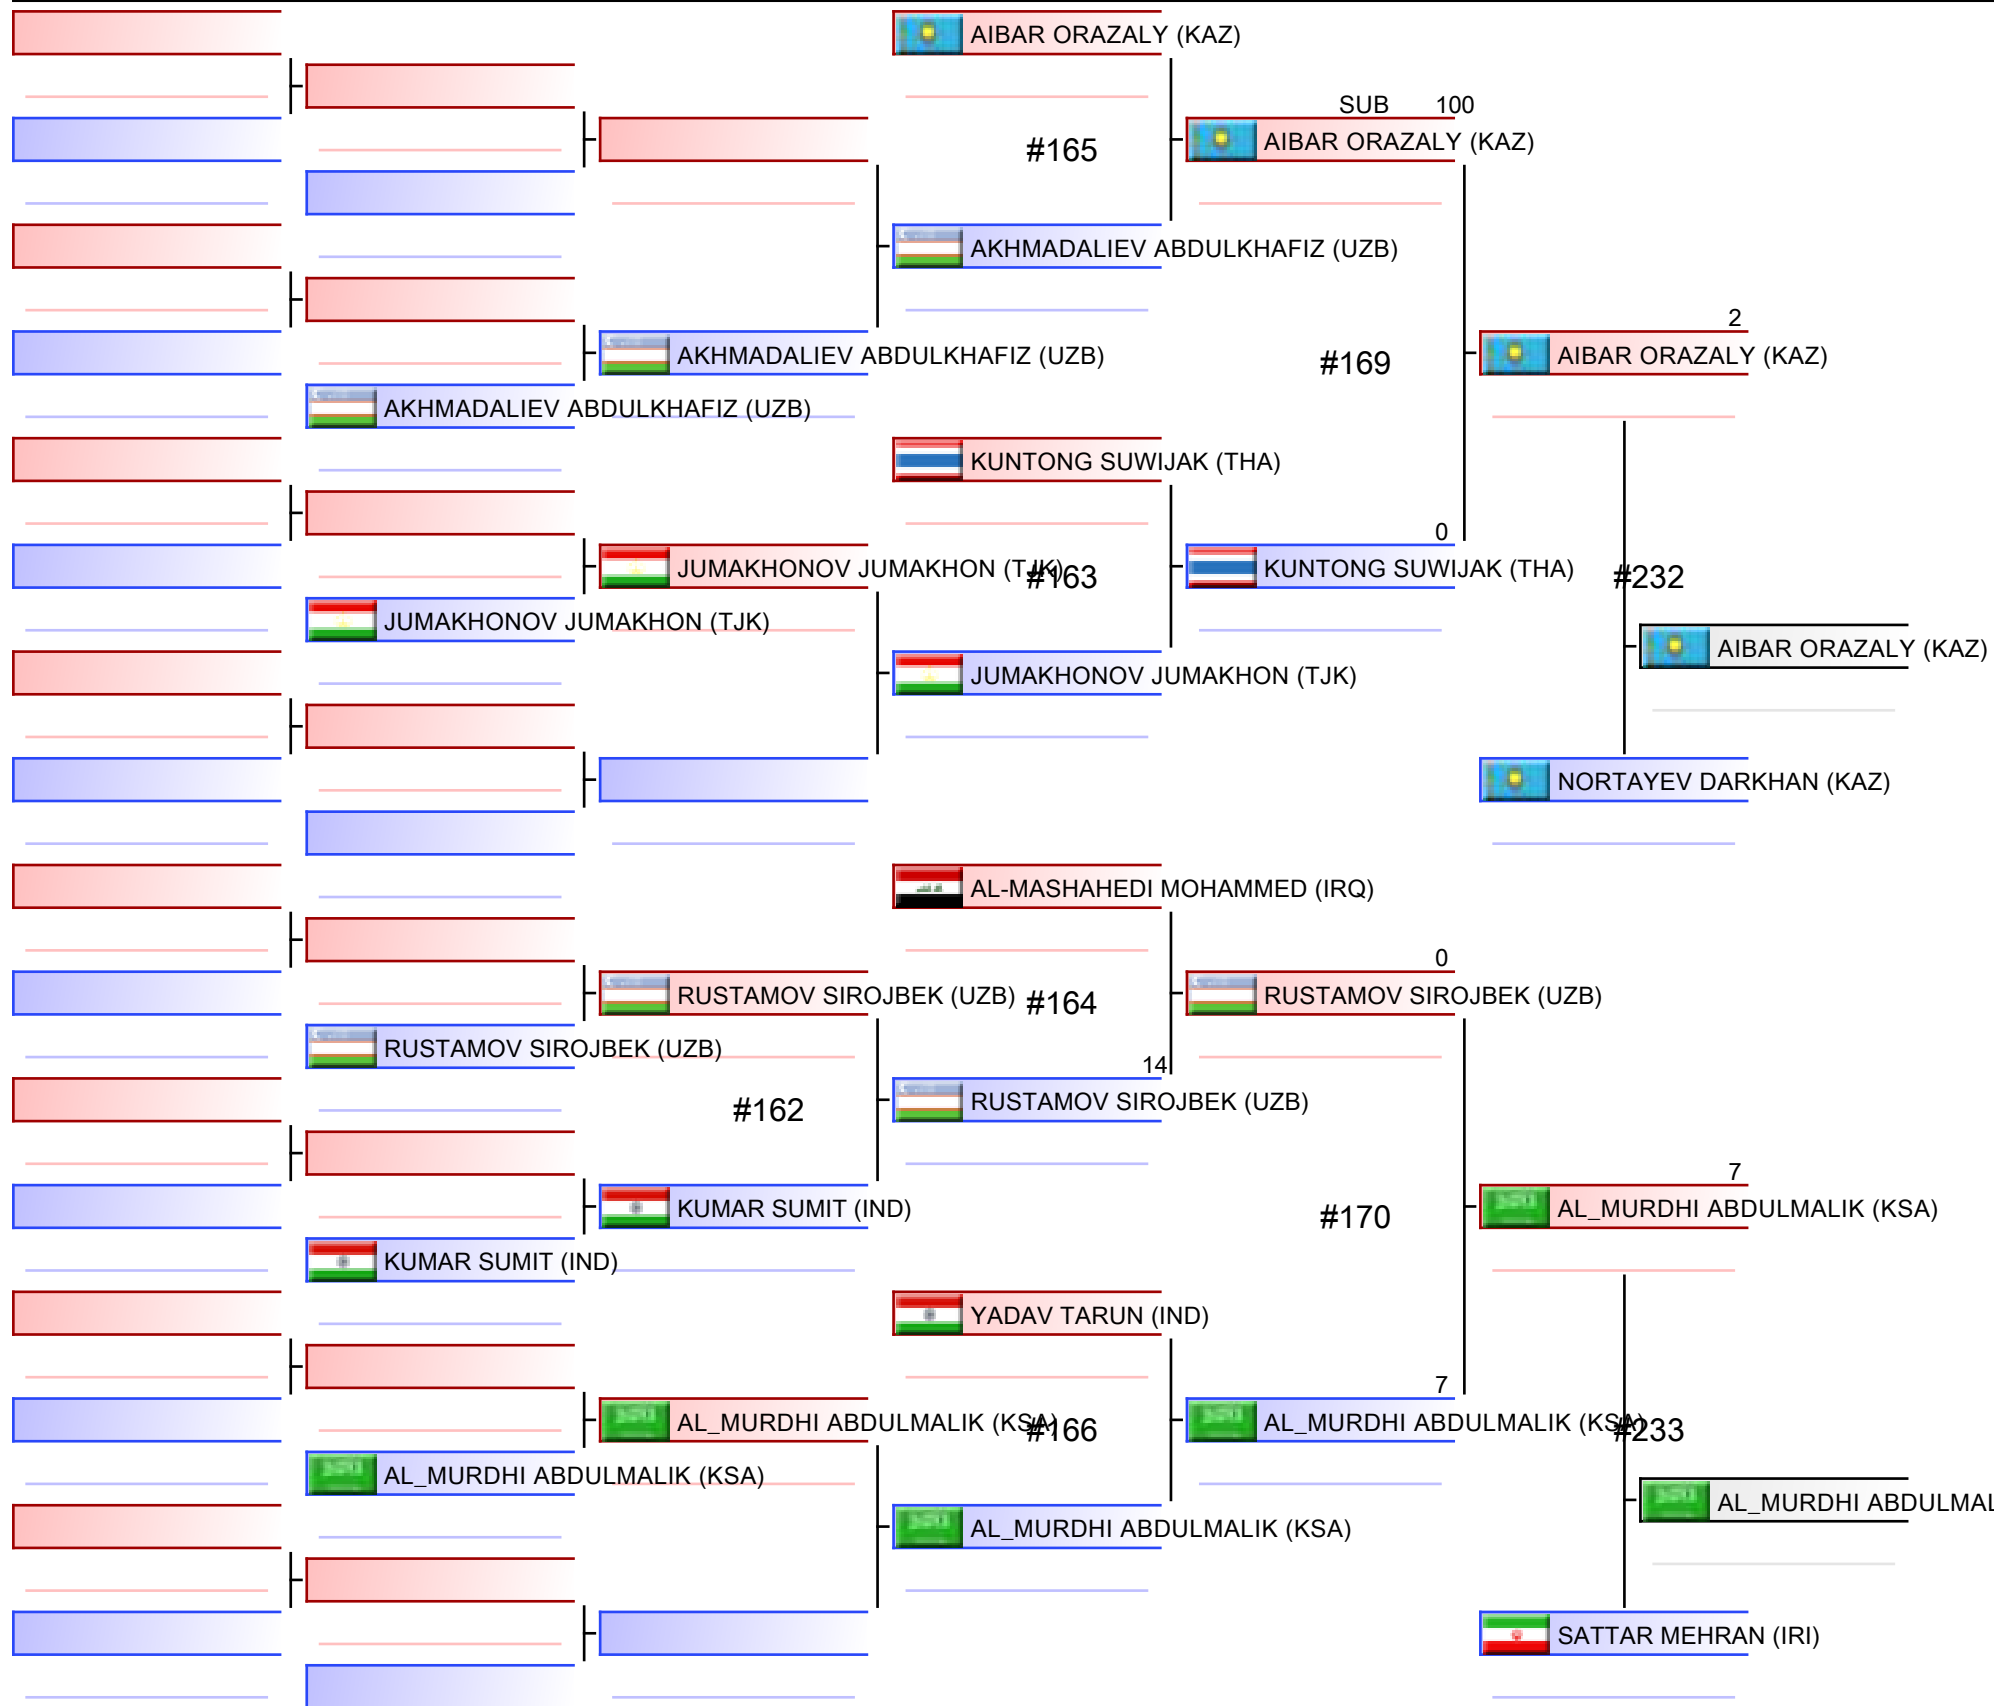 AIBAR ORAZALY (KAZ)
SUB 100
#165
AIBAR ORAZALY (KAZ)
AKHMADALIEV ABDULKHAFIZ (UZB)
2
AKHMADALIEV ABDULKHAFIZ (UZB)
#169
AIBAR ORAZALY (KAZ)
AKHMADALIEV ABDULKHAFIZ (UZB)
KUNTONG SUWIJAK (THA)
0
JUMAKHONOV JUMAKHON (TJK)
#163
KUNTONG SUWIJAK (THA)
#232
JUMAKHONOV JUMAKHON (TJK)
AIBAR ORAZALY (KAZ)
JUMAKHONOV JUMAKHON (TJK)
NORTAYEV DARKHAN (KAZ)
AL-MASHAHEDI MOHAMMED (IRQ)
0
RUSTAMOV SIROJBEK (UZB)
#164
RUSTAMOV SIROJBEK (UZB)
RUSTAMOV SIROJBEK (UZB)
14
#162
RUSTAMOV SIROJBEK (UZB)
7
KUMAR SUMIT (IND)
#170
AL_MURDHI ABDULMALIK (KSA)
KUMAR SUMIT (IND)
YADAV TARUN (IND)
7
AL_MURDHI ABDULMALIK (KSA)
#166
AL_MURDHI ABDULMALIK (KSA)
#233
AL_MURDHI ABDULMALIK (KSA)
AL_MURDHI ABDULMAL
AL_MURDHI ABDULMALIK (KSA)
SATTAR MEHRAN (IRI)